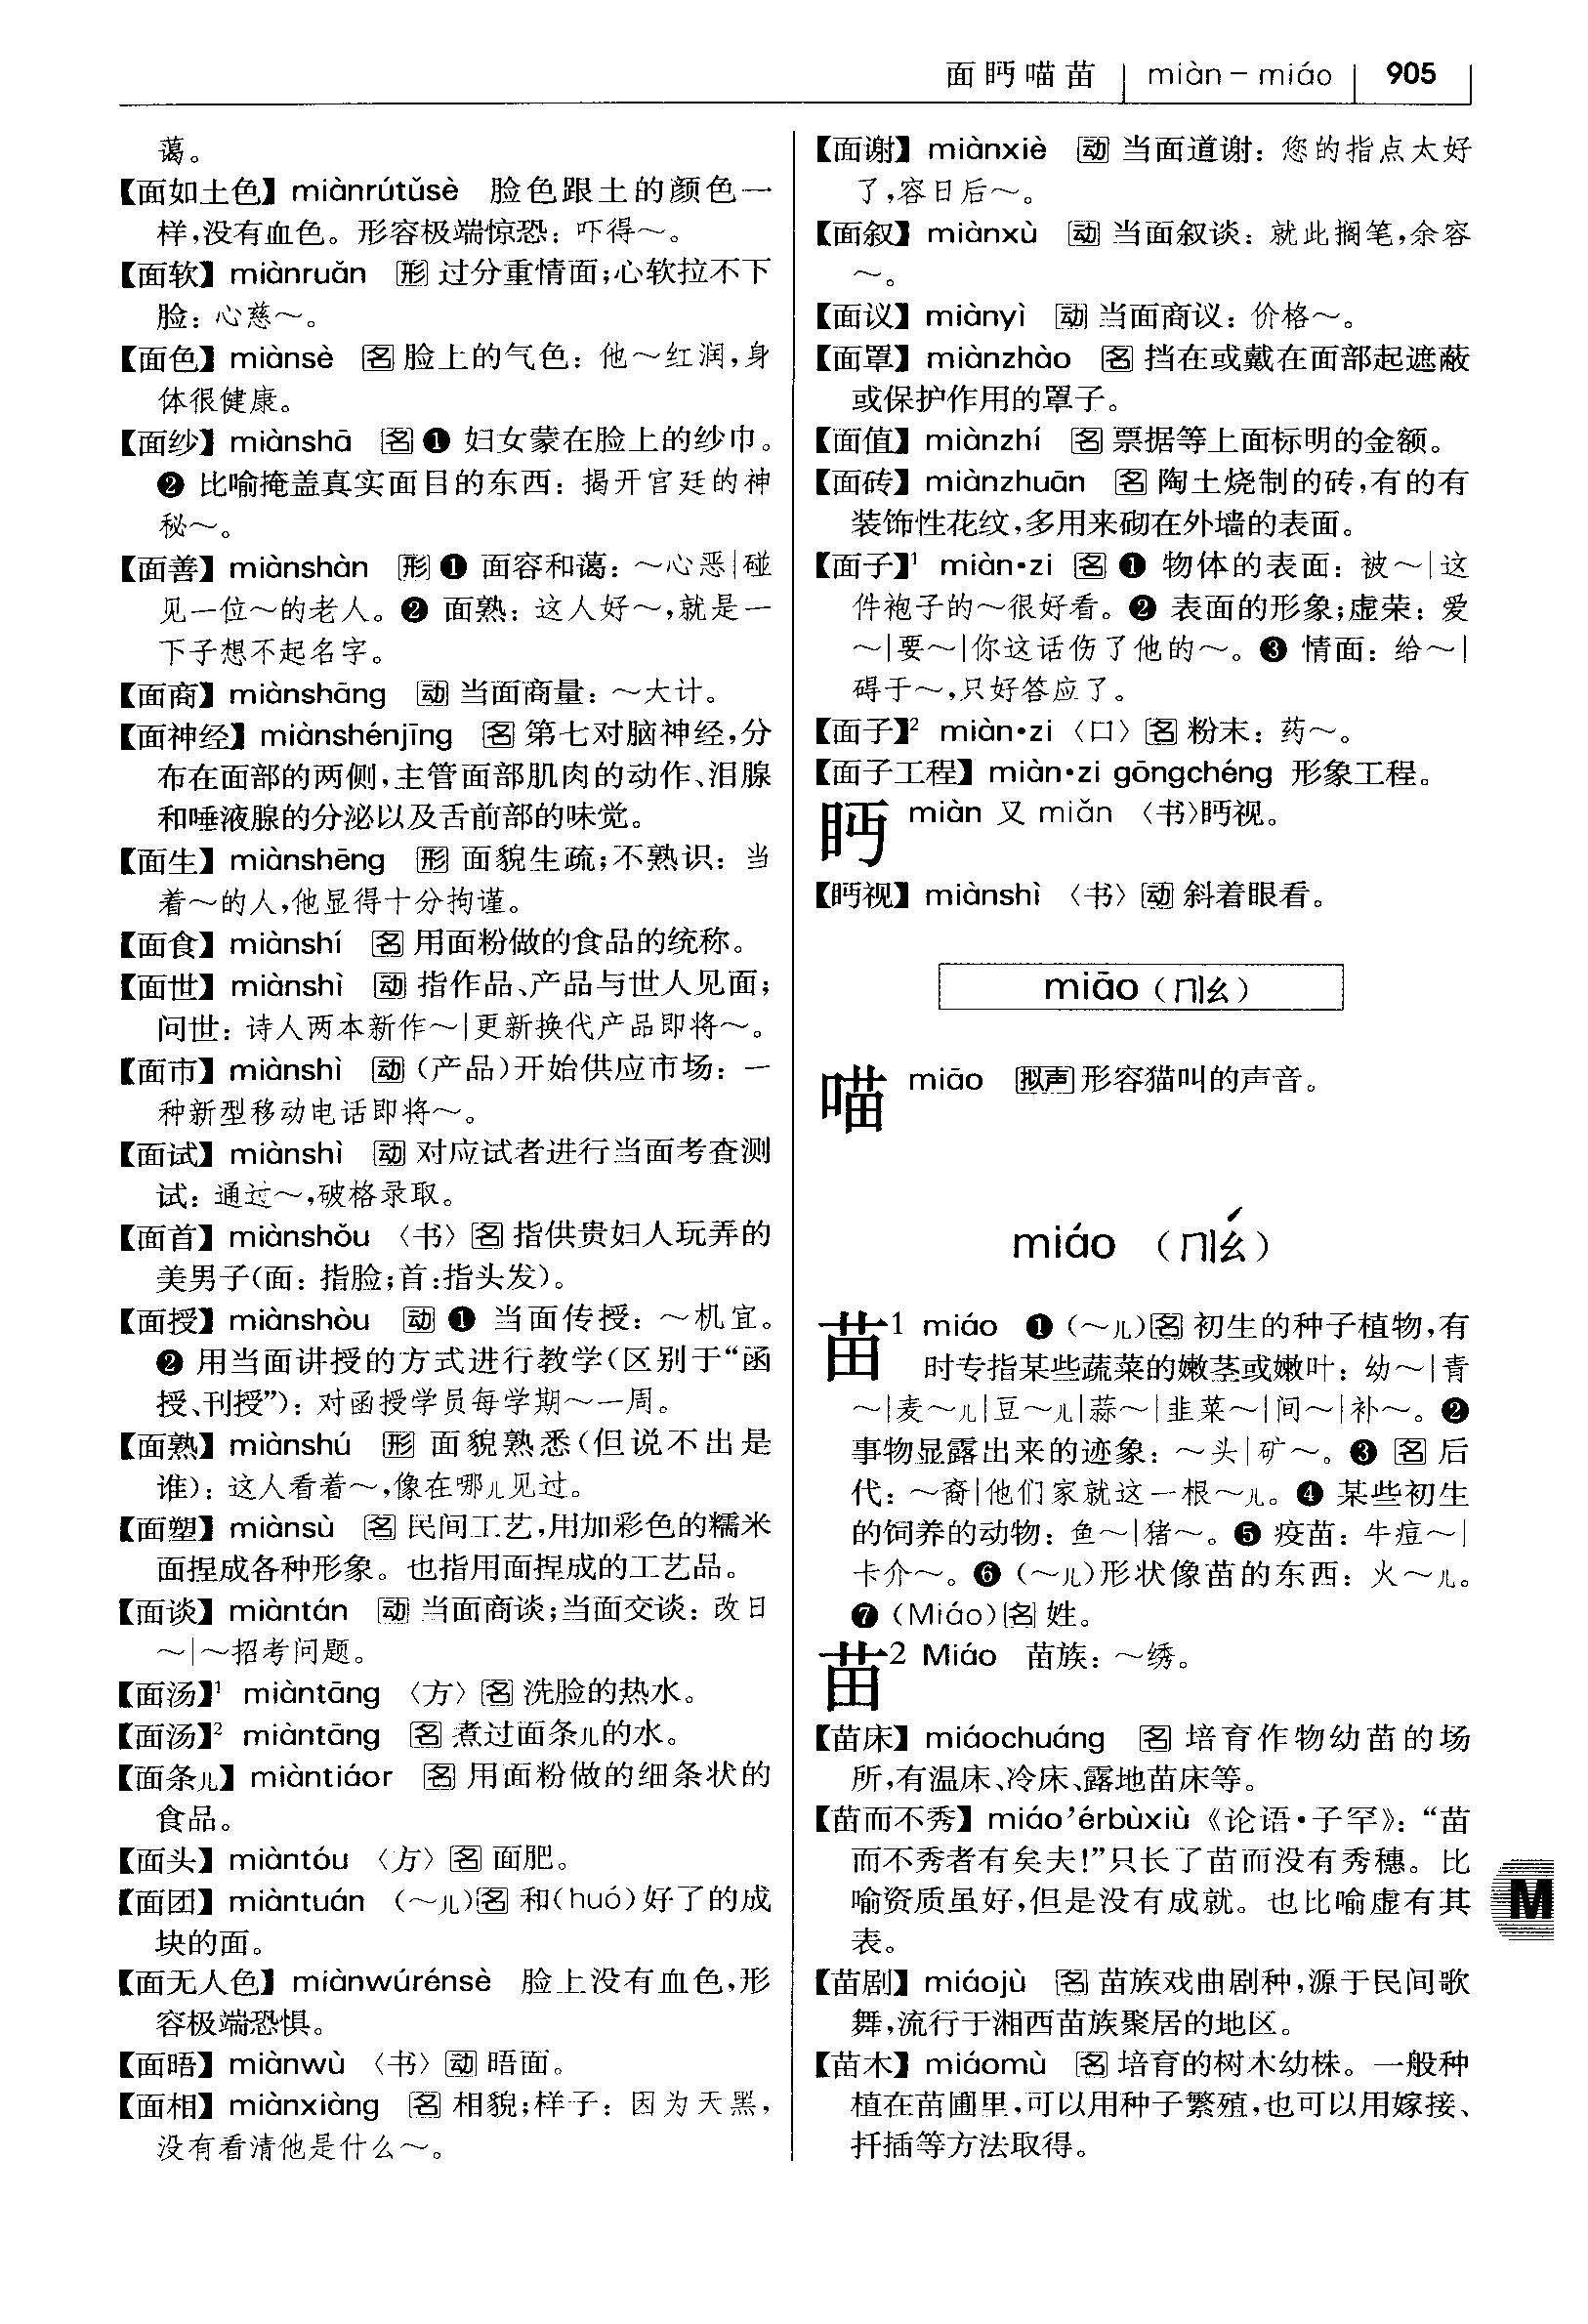 面眄喵苗 miàn－miáo 905
蔼。
【面如土色】miànrútǔsè 脸色跟土的颜色一
样,没有血色。形容极端惊恐：吓得～。
【面软】miànruǎn 形 过分重情面;心软拉不下
脸：心慈～。
【面色】miànsè 名 脸上的气色：他～红润,身
体很健康。
【面纱】miànshā 名 ❶ 妇女蒙在脸上的纱巾。
❷ 比喻掩盖真实面目的东西：揭开宫廷的神
秘～。
【面善】miànshàn 形 ❶ 面容和蔼：～心恶|碰
见一位～的老人。❷ 面熟：这人好～,就是一
下子想不起名字。
【面商】miànshāng 动 当面商量：～大计。
【面神经】miànshénjīng 名 第七对脑神经,分
布在面部的两侧,主管面部肌肉的动作、泪腺
和唾液腺的分泌以及舌前部的味觉。
【面生】miànshēng 形 面貌生疏;不熟识：当
着～的人,他显得十分拘谨。
【面食】miànshí 名 用面粉做的食品的统称。
【面世】miànshì 动 指作品、产品与世人见面;
问世：诗人两本新作～|更新换代产品即将～。
【面市】miànshì 动 (产品)开始供应市场：一
种新型移动电话即将～。
【面试】miànshì 动 对应试者进行当面考查测
试：通过～,破格录取。
【面首】miànshǒu 〈书〉名 指供贵妇人玩弄的
美男子(面：指脸;首:指头发)。
【面授】miànshòu 动 ❶ 当面传授：～机宜。
❷ 用当面讲授的方式进行教学(区别于“函
授、刊授”)：对函授学员每学期～一周。
【面熟】miànshú 形 面貌熟悉(但说不出是
谁)：这人看着～,像在哪儿见过。
【面塑】miànsù 名 民间工艺,用加彩色的糯米
面捏成各种形象。也指用面捏成的工艺品。
【面谈】miàntán 动 当面商谈;当面交谈：改日
～|～招考问题。
【面汤】¹ miàntāng 〈方〉名 洗脸的热水。
【面汤】² miàntāng 名 煮过面条儿的水。
【面条儿】miàntiáor 名 用面粉做的细条状的
食品。
【面头】miàntóu 〈方〉名 面肥。
【面团】miàntuán (～儿)名 和(huó)好了的成
块的面。
【面无人色】miànwúrénsè 脸上没有血色,形
容极端恐惧。
【面晤】miànwù 〈书〉动 晤面。
【面相】miànxiàng 名 相貌;样子：因为天黑,
没有看清他是什么～。
【面谢】miànxiè 动 当面道谢：您的指点太好
了,容日后～。
【面叙】miànxù 动 当面叙谈：就此搁笔,余容
～。
【面议】miànyì 动 当面商议：价格～。
【面罩】miànzhào 名 挡在或戴在面部起遮蔽
或保护作用的罩子。
【面值】miànzhí 名 票据等上面标明的金额。
【面砖】miànzhuān 名 陶土烧制的砖,有的有
装饰性花纹,多用来砌在外墙的表面。
【面子】¹ miàn•zi 名 ❶ 物体的表面：被～|这
件袍子的～很好看。❷ 表面的形象;虚荣：爱
～|要～|你这话伤了他的～。❸ 情面：给～|
碍于～,只好答应了。
【面子】² miàn•zi 〈口〉名 粉末：药～。
【面子工程】miàn•zi gōngchéng 形象工程。
眄 miàn 又 miǎn 〈书〉眄视。
【眄视】miànshì 〈书〉动 斜着眼看。
miāo（ㄇㄧㄠ）
喵 miāo 拟声 形容猫叫的声音。
miáo （ㄇㄧㄠˊ）
苗¹ miáo ❶ (～儿)名 初生的种子植物,有
时专指某些蔬菜的嫩茎或嫩叶：幼～|青
～|麦～儿|豆～儿|蒜～|韭菜～|间～|补～。❷
事物显露出来的迹象：～头|矿～。❸ 名 后
代：～裔|他们家就这一根～儿。❹ 某些初生
的饲养的动物：鱼～|猪～。❺ 疫苗：牛痘～|
卡介～。❻ (～儿)形状像苗的东西：火～儿。
❼ (Miáo)名 姓。
苗² Miáo 苗族：～绣。
【苗床】miáochuáng 名 培育作物幼苗的场
所,有温床、冷床、露地苗床等。
【苗而不秀】miáo’érbùxiù《论语•子罕》：“苗
而不秀者有矣夫!”只长了苗而没有秀穗。比
喻资质虽好,但是没有成就。也比喻虚有其
表。
【苗剧】miáojù 名 苗族戏曲剧种,源于民间歌
舞,流行于湘西苗族聚居的地区。
【苗木】miáomù 名 培育的树木幼株。一般种
植在苗圃里,可以用种子繁殖,也可以用嫁接、
扦插等方法取得。
M